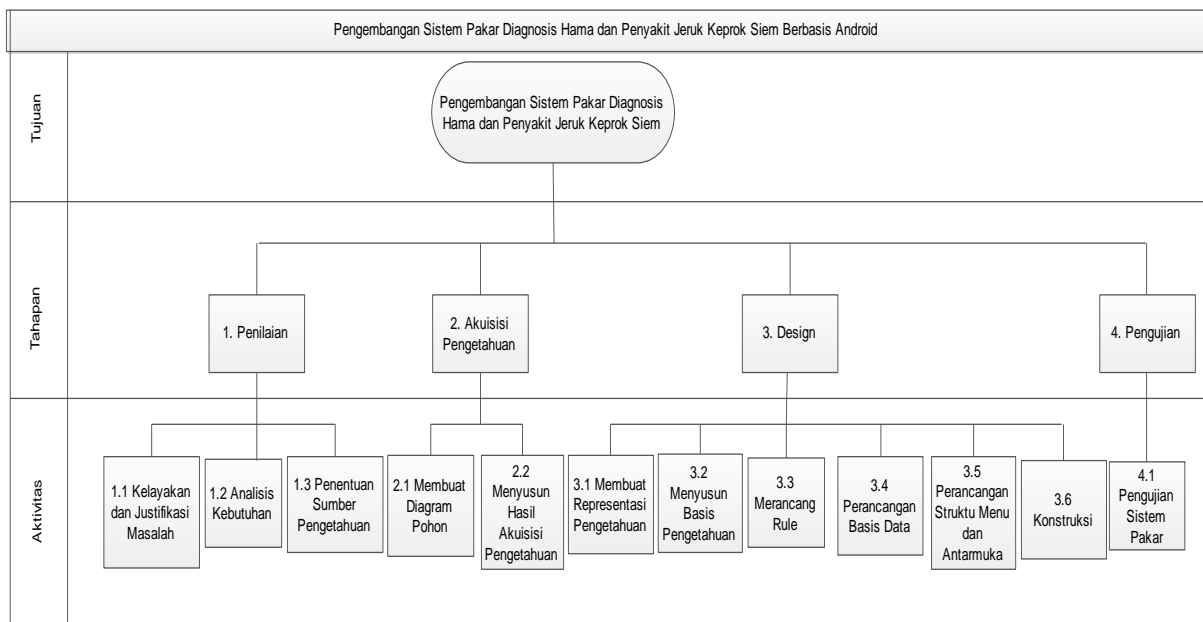 Pengembangan Sistem Pakar Diagnosis Hama dan Penyakit Jeruk Keprok Siem Berbasis Android
Tujuan
Pengembangan Sistem Pakar Diagnosis
Hama dan Penyakit Jeruk Keprok Siem
Tahapan
1. Penilaian
2. Akuisisi
Pengetahuan
3. Design
4. Pengujian
Aktivitas
1.1 Kelayakan
dan Justifikasi
Masalah
1.2 Analisis
Kebutuhan
1.3 Penentuan
Sumber
Pengetahuan
2.1 Membuat
Diagram
Pohon
2.2
Menyusun
Hasil
Akuisisi
Pengetahuan
3.1 Membuat
Representasi
Pengetahuan
3.2
Menyusun
Basis
Pengetahuan
3.3
Merancang
Rule
3.4
Perancangan
Basis Data
3.5
Perancangan
Struktu Menu
dan
Antarmuka
3.6
Konstruksi
4.1
Pengujian
Sistem
Pakar